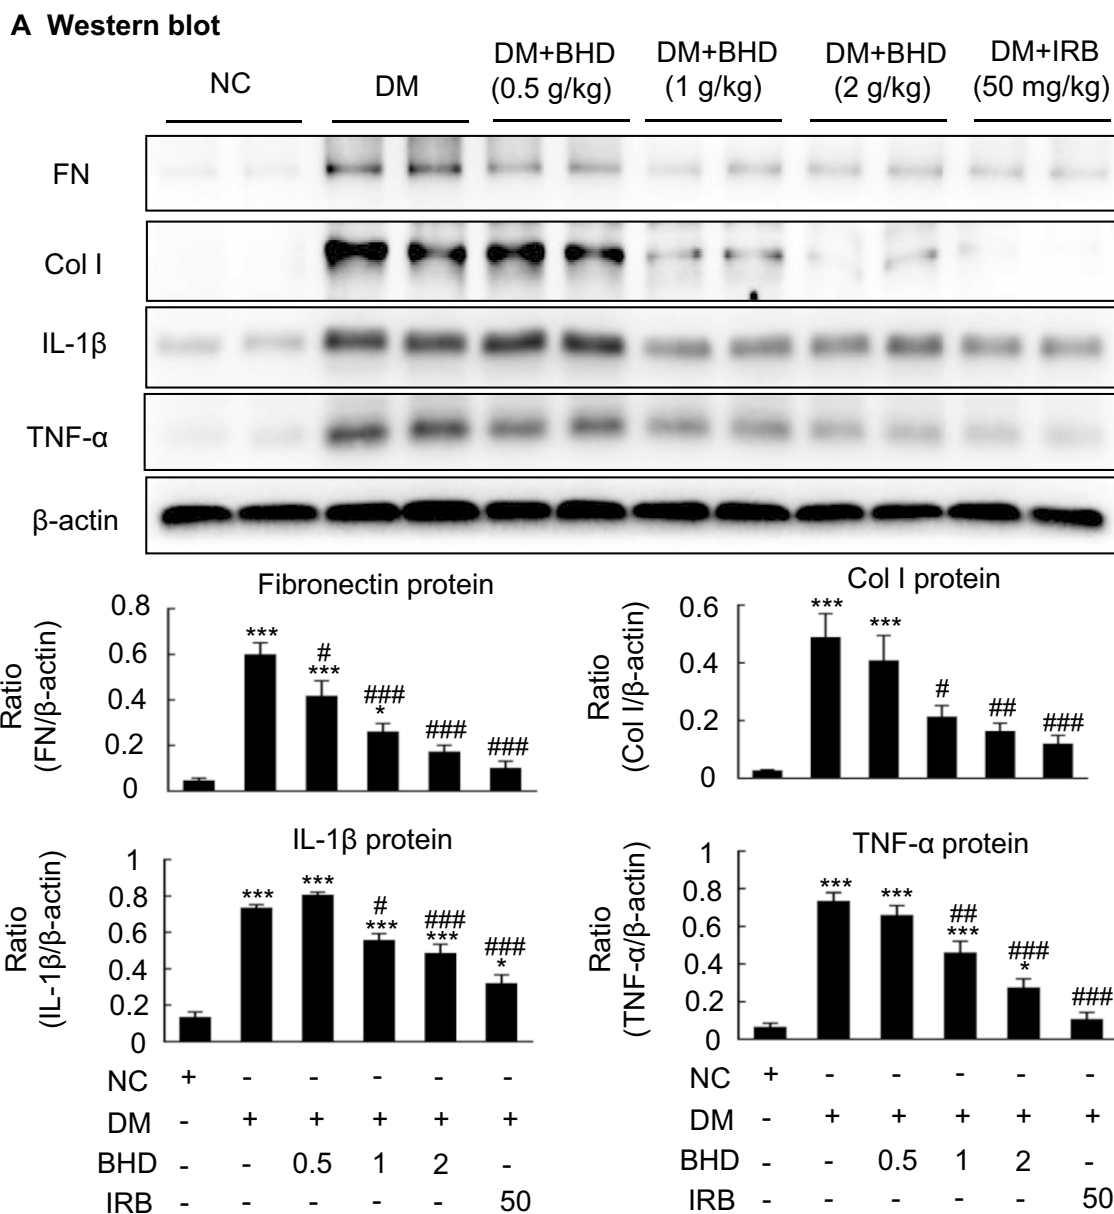 A Western blot
NC
DM
DM+BHD
(0.5 g/kg)
DM+BHD
(1 g/kg)
DM+BHD
(2 g/kg)
DM+IRB
(50 mg/kg)
FN
Col I
IL-1β
TNF-α
β-actin
Fibronectin protein
Ratio
(FN/β-actin)
0.8
0.6
0.4
0.2
0
***
#
***
###
*
###
###
Col I protein
Ratio
(Col I/β-actin)
0.6
0.4
0.2
0
***
***
#
##
###
IL-1β protein
Ratio
(IL-1β/β-actin)
1
0.8
0.6
0.4
0.2
0
***
***
#
***
###
***
###
*
NC + - - - - -
DM - + + + + +
BHD - - 0.5 1 2 -
IRB - - - - - 50
TNF-α protein
Ratio
(TNF-α/β-actin)
1
0.8
0.6
0.4
0.2
0
***
***
##
***
###
*
###
NC + - - - - -
DM - + + + + +
BHD - - 0.5 1 2 -
IRB - - - - - 50